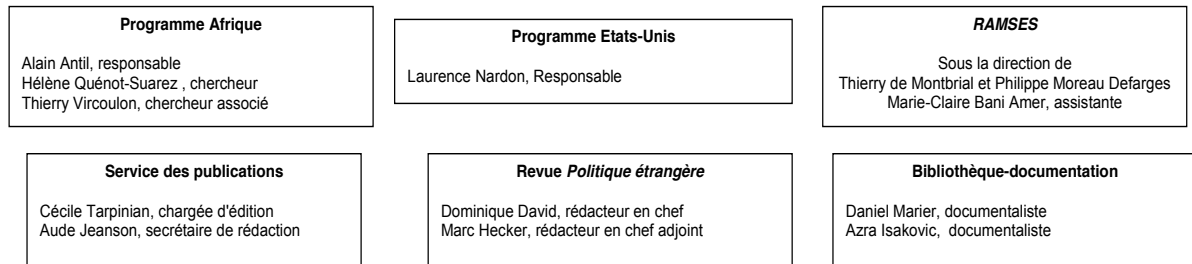 Programme Afrique
Alain Antil, responsable
Hélène Quénot-Suarez , chercheur
Thierry Vircoulon, chercheur associé
Programme Etats-Unis
Laurence Nardon, Responsable
RAMSES
Sous la direction de
Thierry de Montbrial et Philippe Moreau Defarges
Marie-Claire Bani Amer, assistante
Service des publications
Cécile Tarpinian, chargée d'édition
Aude Jeanson, secrétaire de rédaction
Revue Politique étrangère
Dominique David, rédacteur en chef
Marc Hecker, rédacteur en chef adjoint
Bibliothèque-documentation
Daniel Marier, documentaliste
Azra Isakovic, documentaliste